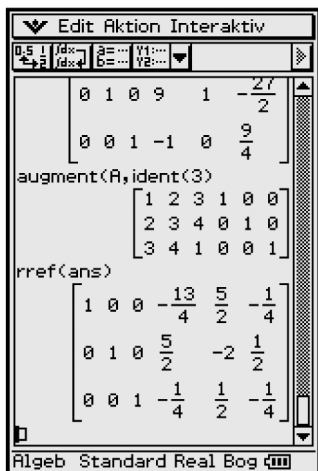 Edit Aktion Interaktiv
0 1 0 9 1 -27/2
0 0 1 -1 0 9/4
augment(A,ident(3)
1 2 3 1 0 0
2 3 4 0 1 0
3 4 1 0 0 1
rref(ans)
1 0 0 -13/4 5/2 -1/4
0 1 0 5/2 -2 1/2
0 0 1 -1/4 1/2 -1/4
Algeb Standard Real Bog